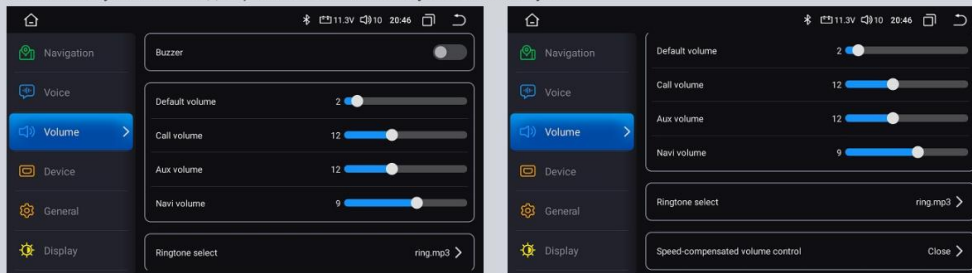 11.3V 10 20:46
Navigation
Voice
Volume
Device
General
Display
Buzzer
Default volume 2
Call volume 12
Aux volume 12
Navi volume 9
Ringtone select ring.mp3
11.3V 10 20:46
Navigation
Voice
Volume
Device
General
Display
Default volume 2
Call volume 12
Aux volume 12
Navi volume 9
Ringtone select ring.mp3
Speed-compensated volume control Close